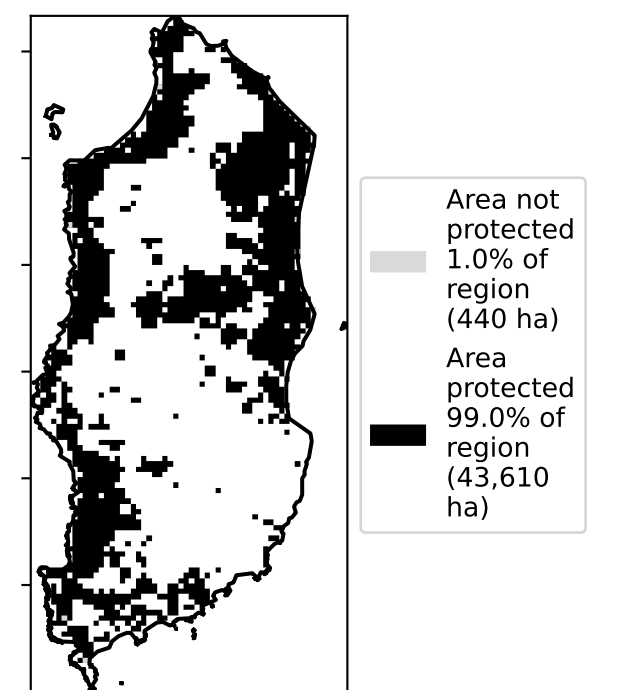 Area not
protected
1.0% of
region
(440 ha)
Area
protected
99.0% of
region
(43,610
ha)